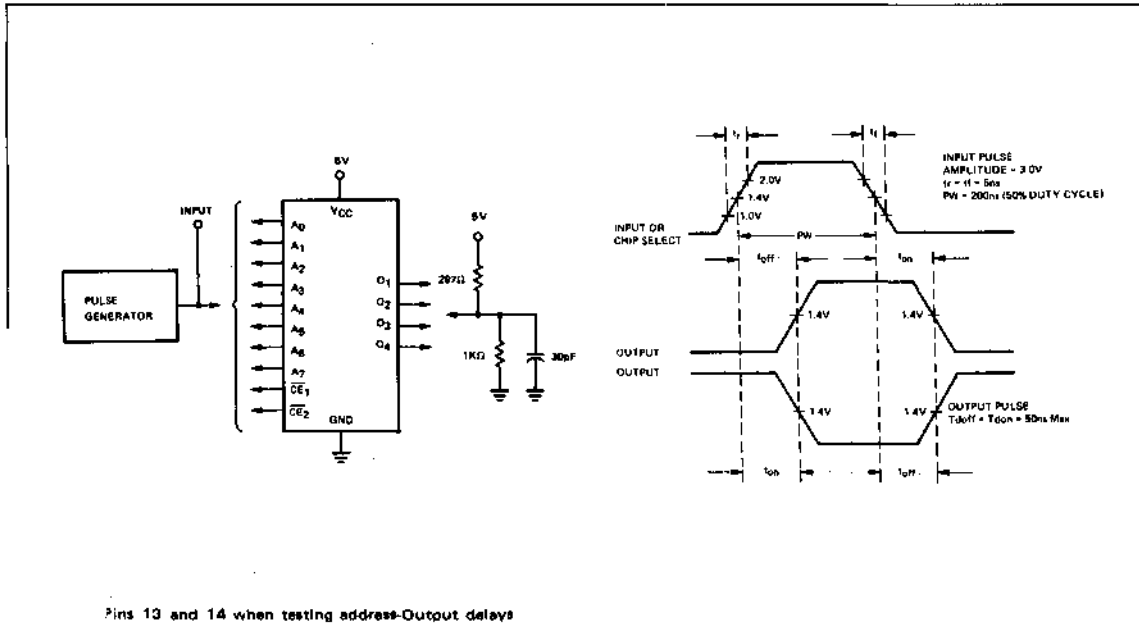 5V
INPUT
VCC
A0
A1
A2
A3
A4
A5
A6
A7
CE1
CE2
GND
O1
O2
O3
O4
PULSE
GENERATOR
5V
1KΩ
30pF
tr
tf
2.0V
1.4V
1.0V
INPUT PULSE
AMPLITUDE = 3.0V
tr = tf = 5ns
PW = 200ns (50% DUTY CYCLE)
INPUT OR
CHIP SELECT
PW
toff
ton
1.4V
1.4V
OUTPUT
OUTPUT
1.4V
1.4V
OUTPUT PULSE
Tdoff = Tdon = 50ns Max
ton
toff
Pins 13 and 14 when testing address-Output delays